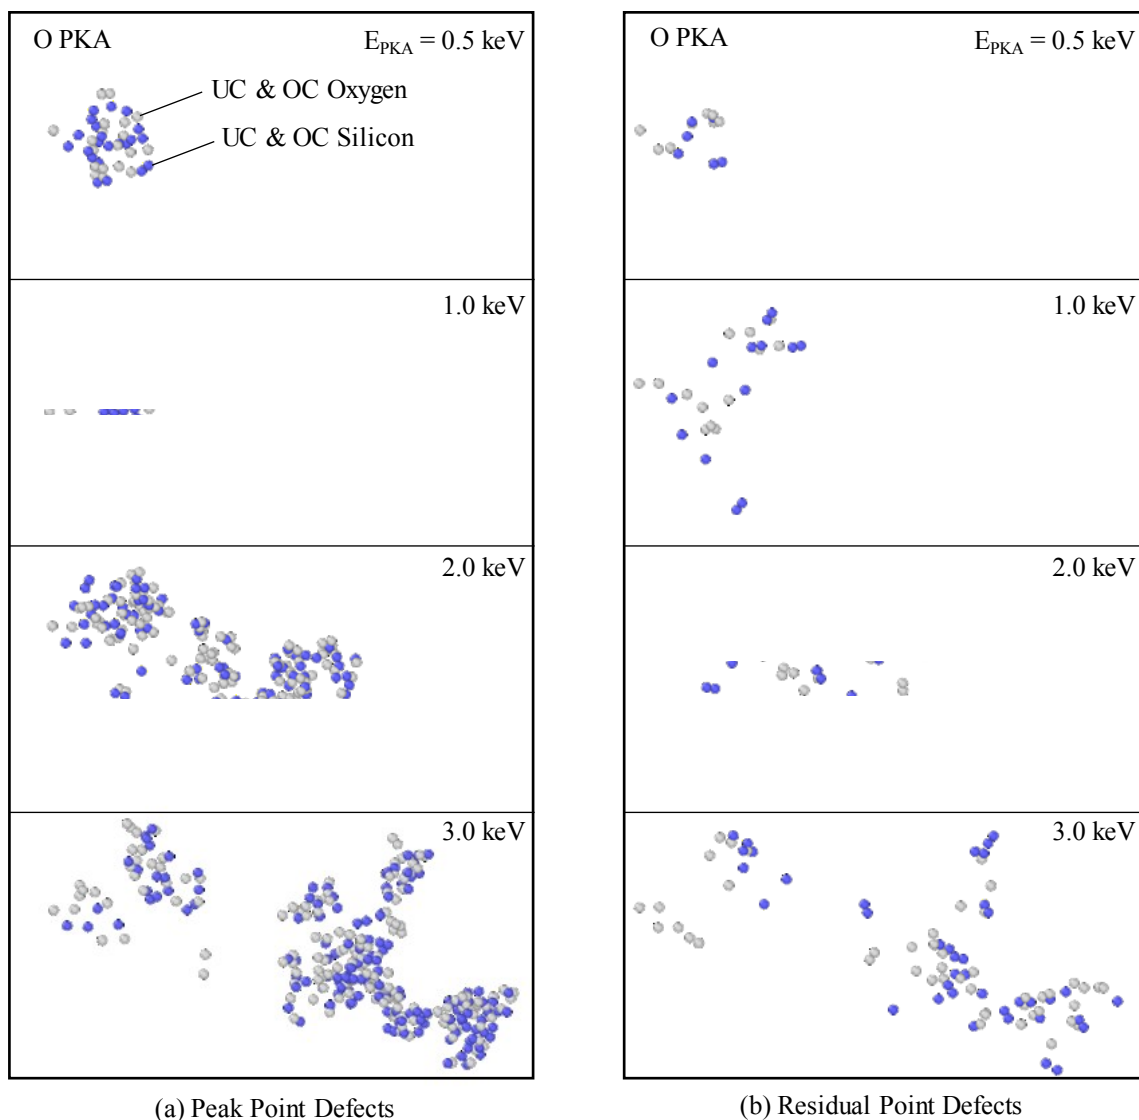 O PKA
E_PKA = 0.5 keV
UC & OC Oxygen
UC & OC Silicon
1.0 keV
2.0 keV
3.0 keV
(a) Peak Point Defects
O PKA
E_PKA = 0.5 keV
1.0 keV
2.0 keV
3.0 keV
(b) Residual Point Defects